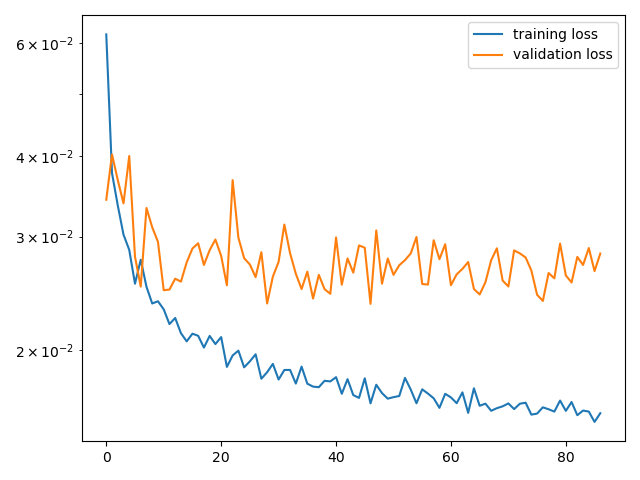 training loss
validation loss
6 × 10⁻²
4 × 10⁻²
3 × 10⁻²
2 × 10⁻²
0 20 40 60 80